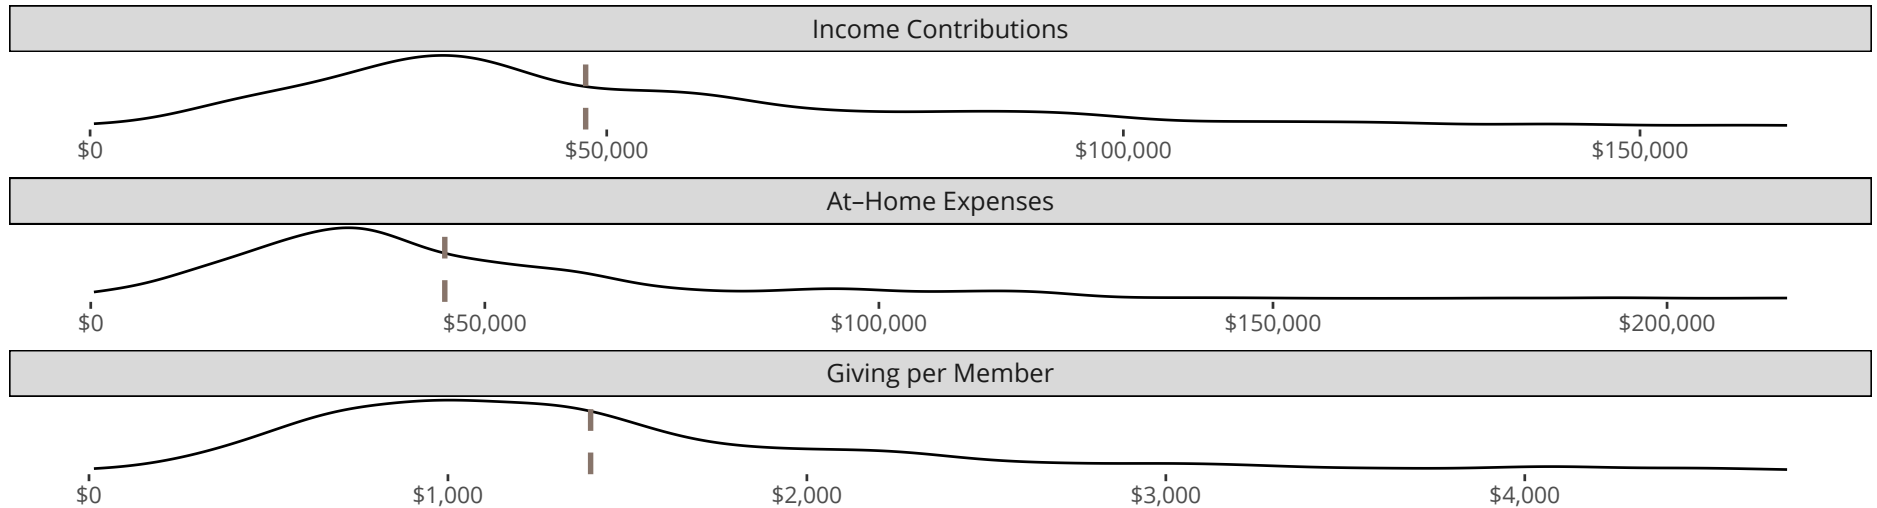 Income Contributions
$0 $50,000 $100,000 $150,000
At–Home Expenses
$0 $50,000 $100,000 $150,000 $200,000
Giving per Member
$0 $1,000 $2,000 $3,000 $4,000